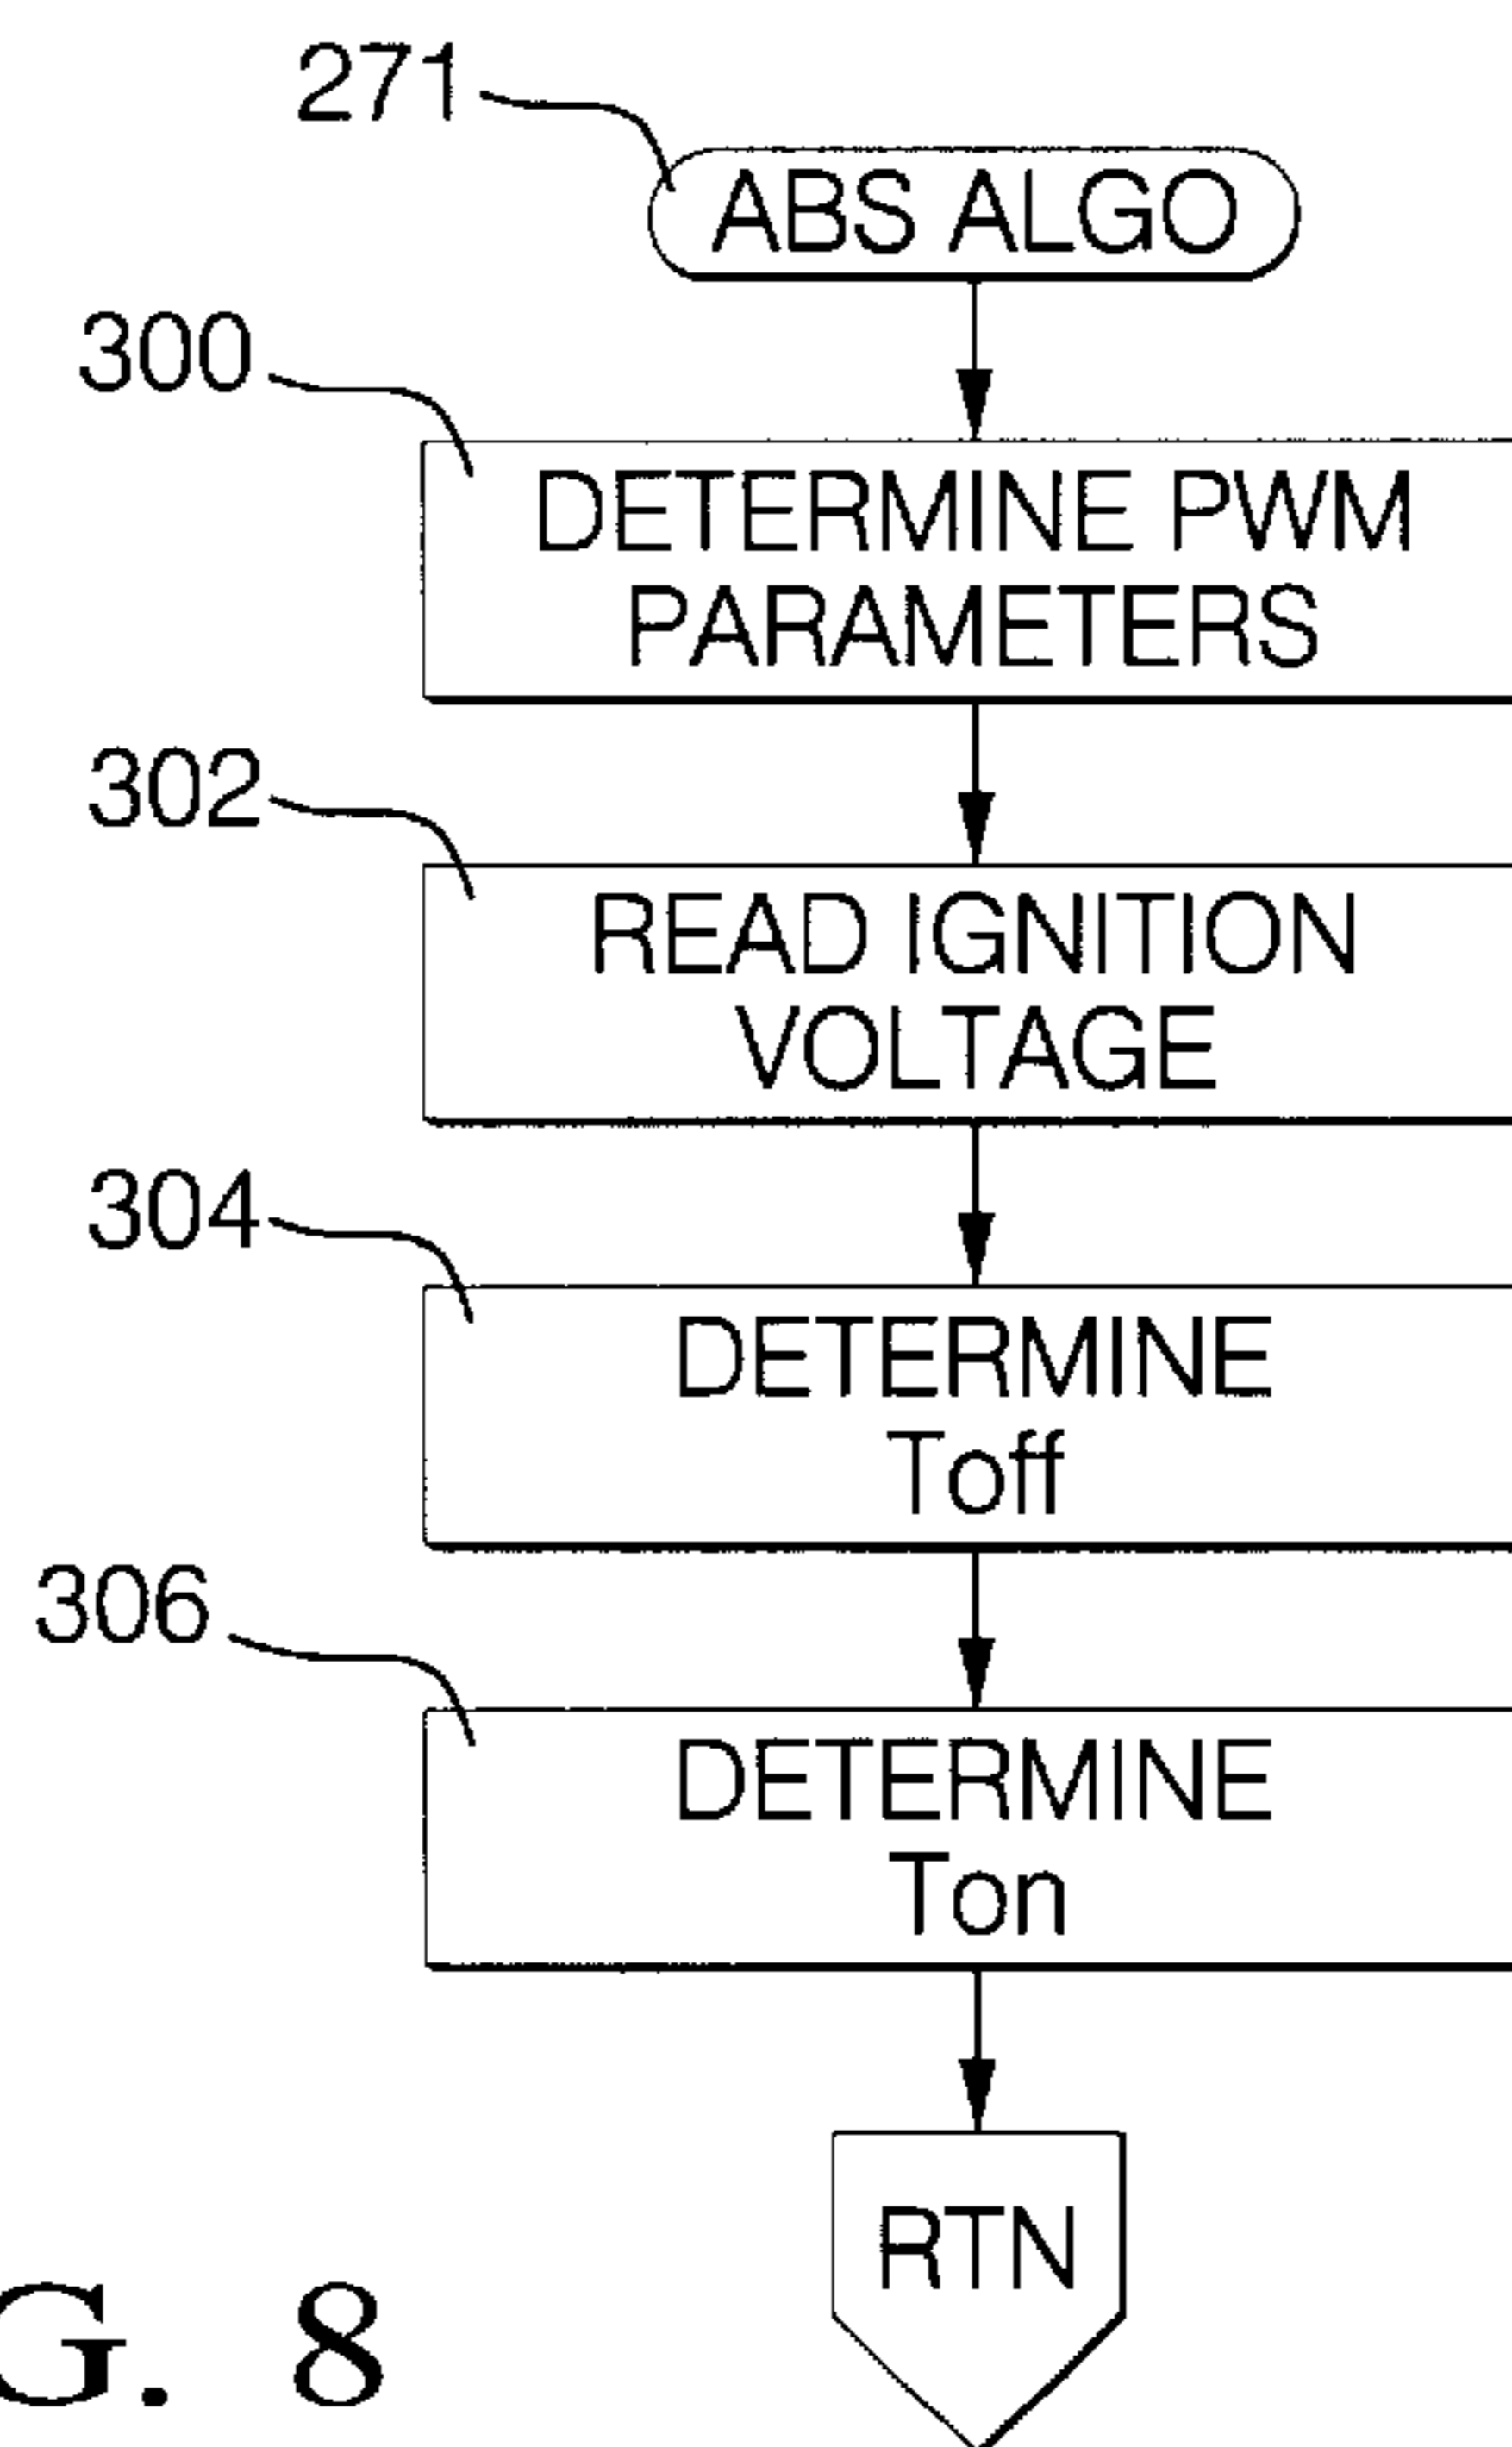 271
ABS ALGO
300
DETERMINE PWM
PARAMETERS
302
READ IGNITION
VOLTAGE
304
DETERMINE
Toff
306
DETERMINE
Ton
RTN
G. 8